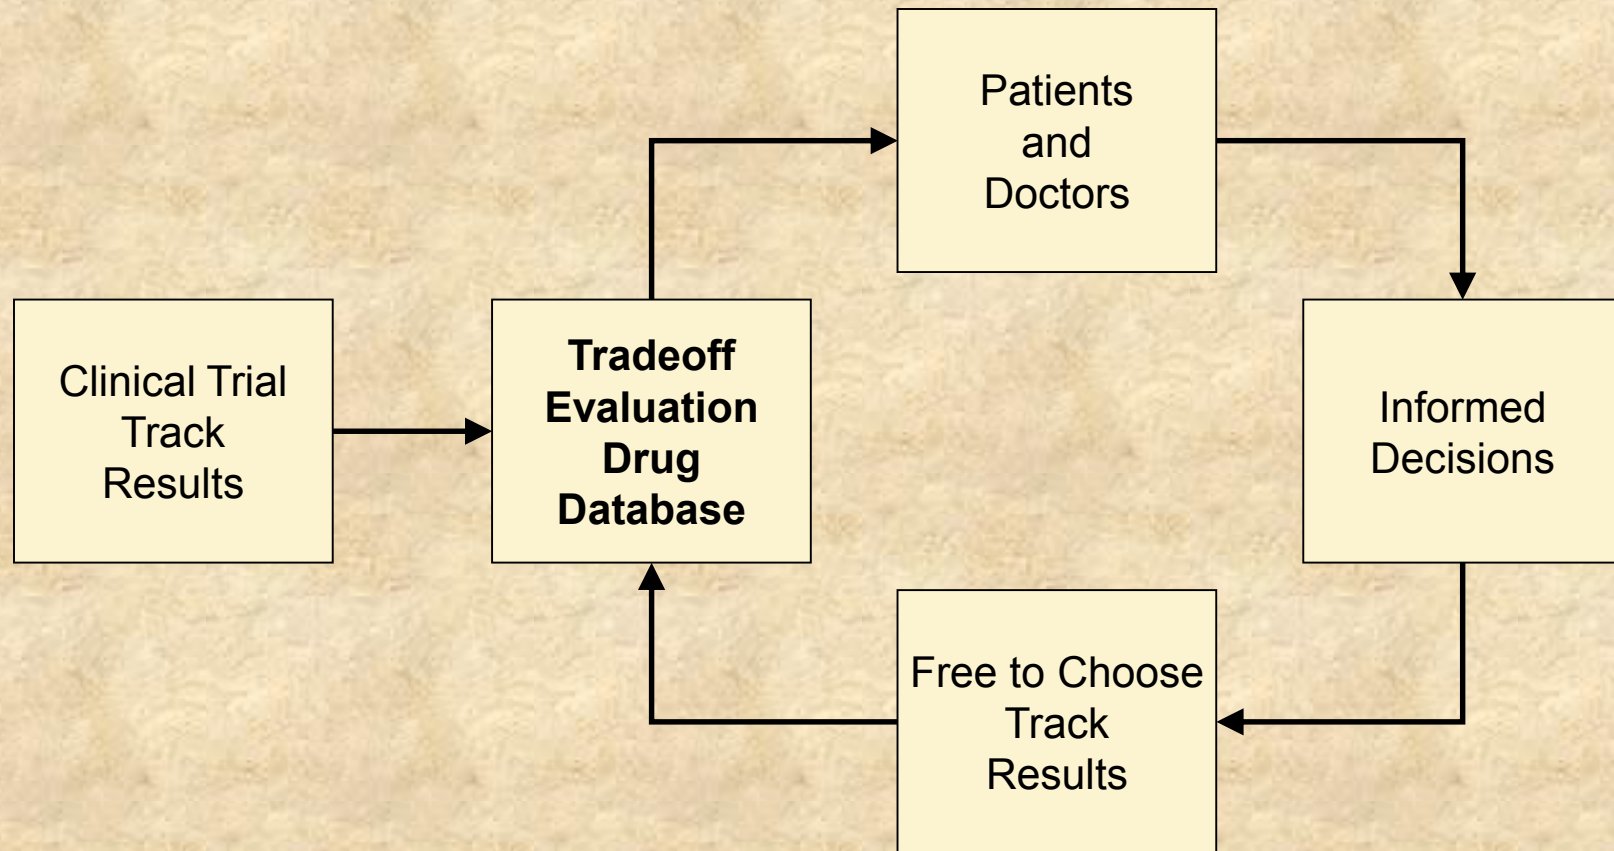 Patients
and
Doctors
Clinical Trial
Track
Results
Tradeoff
Evaluation
Drug
Database
Informed
Decisions
Free to Choose
Track
Results